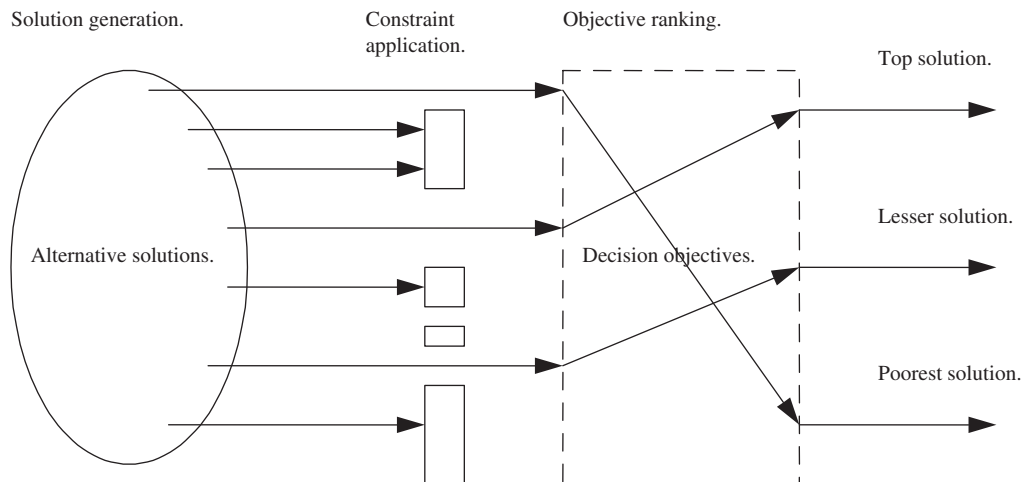 Solution generation.
Constraint
application.
Objective ranking.
Top solution.
Alternative solutions.
Decision objectives.
Lesser solution.
Poorest solution.